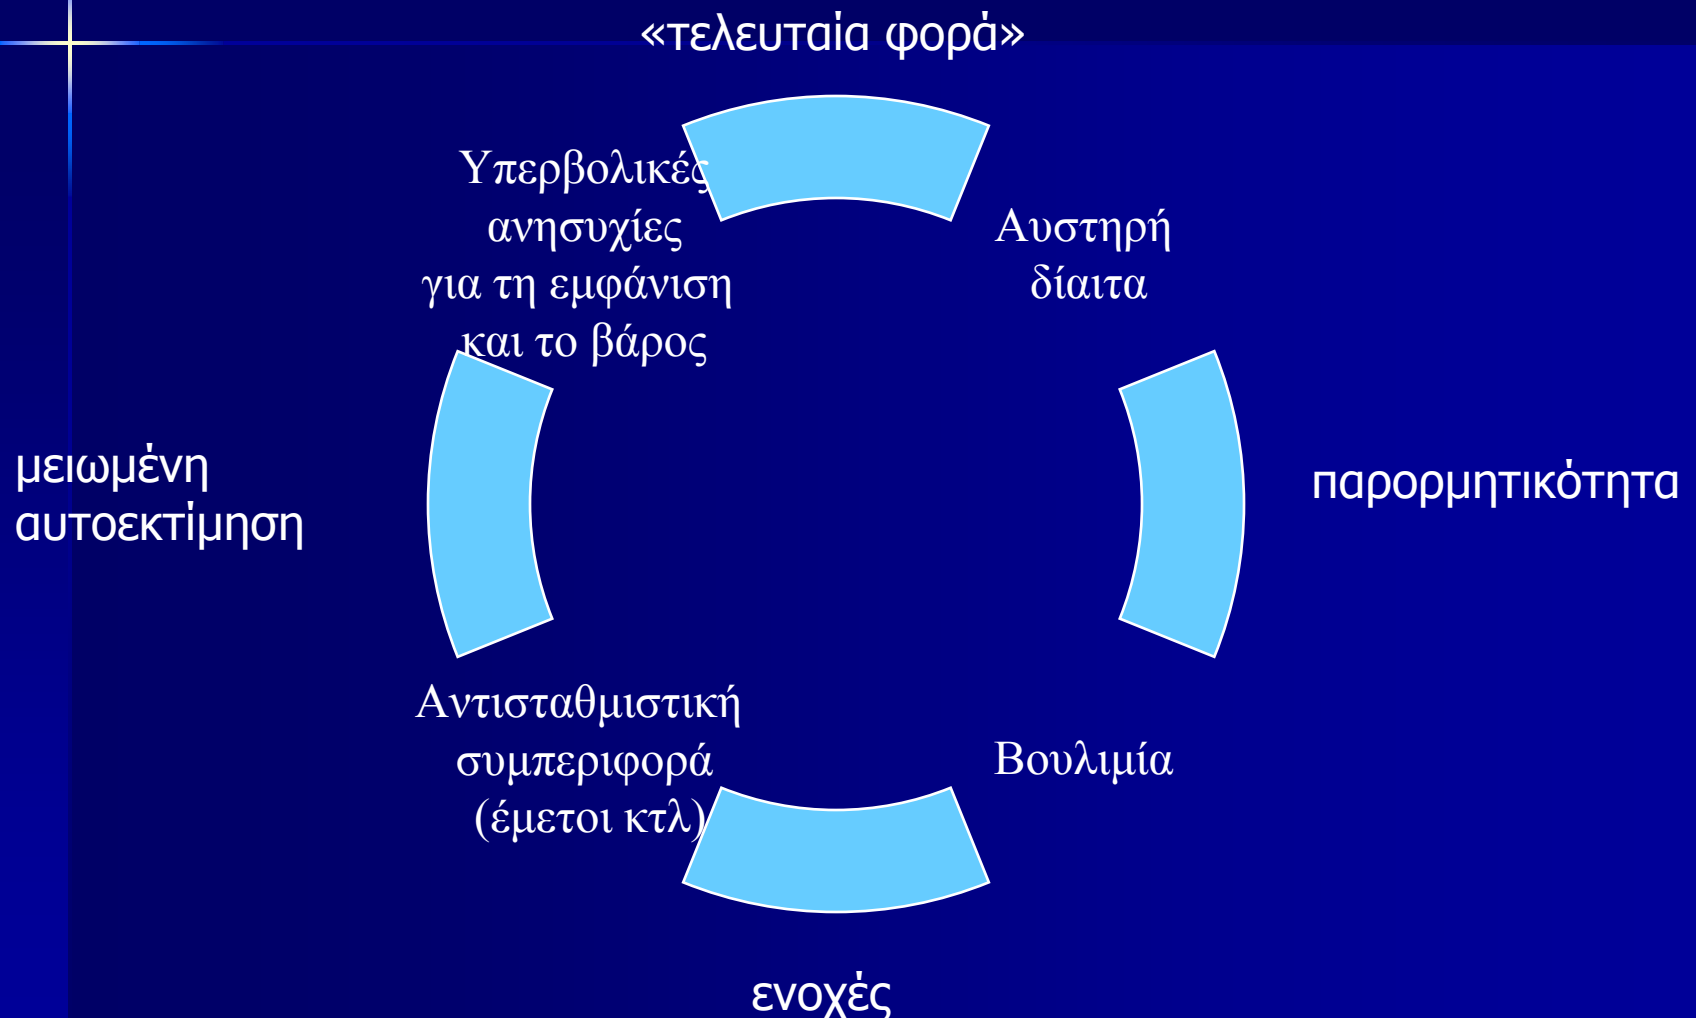 «τελευταία φορά»
Υπερβολικές
ανησυχίες
για τη εμφάνιση
και το βάρος
Αυστηρή
δίαιτα
μειωμένη
αυτοεκτίμηση
παρορμητικότητα
Αντισταθμιστική
συμπεριφορά
(έμετοι κτλ)
Βουλιμία
ενοχές